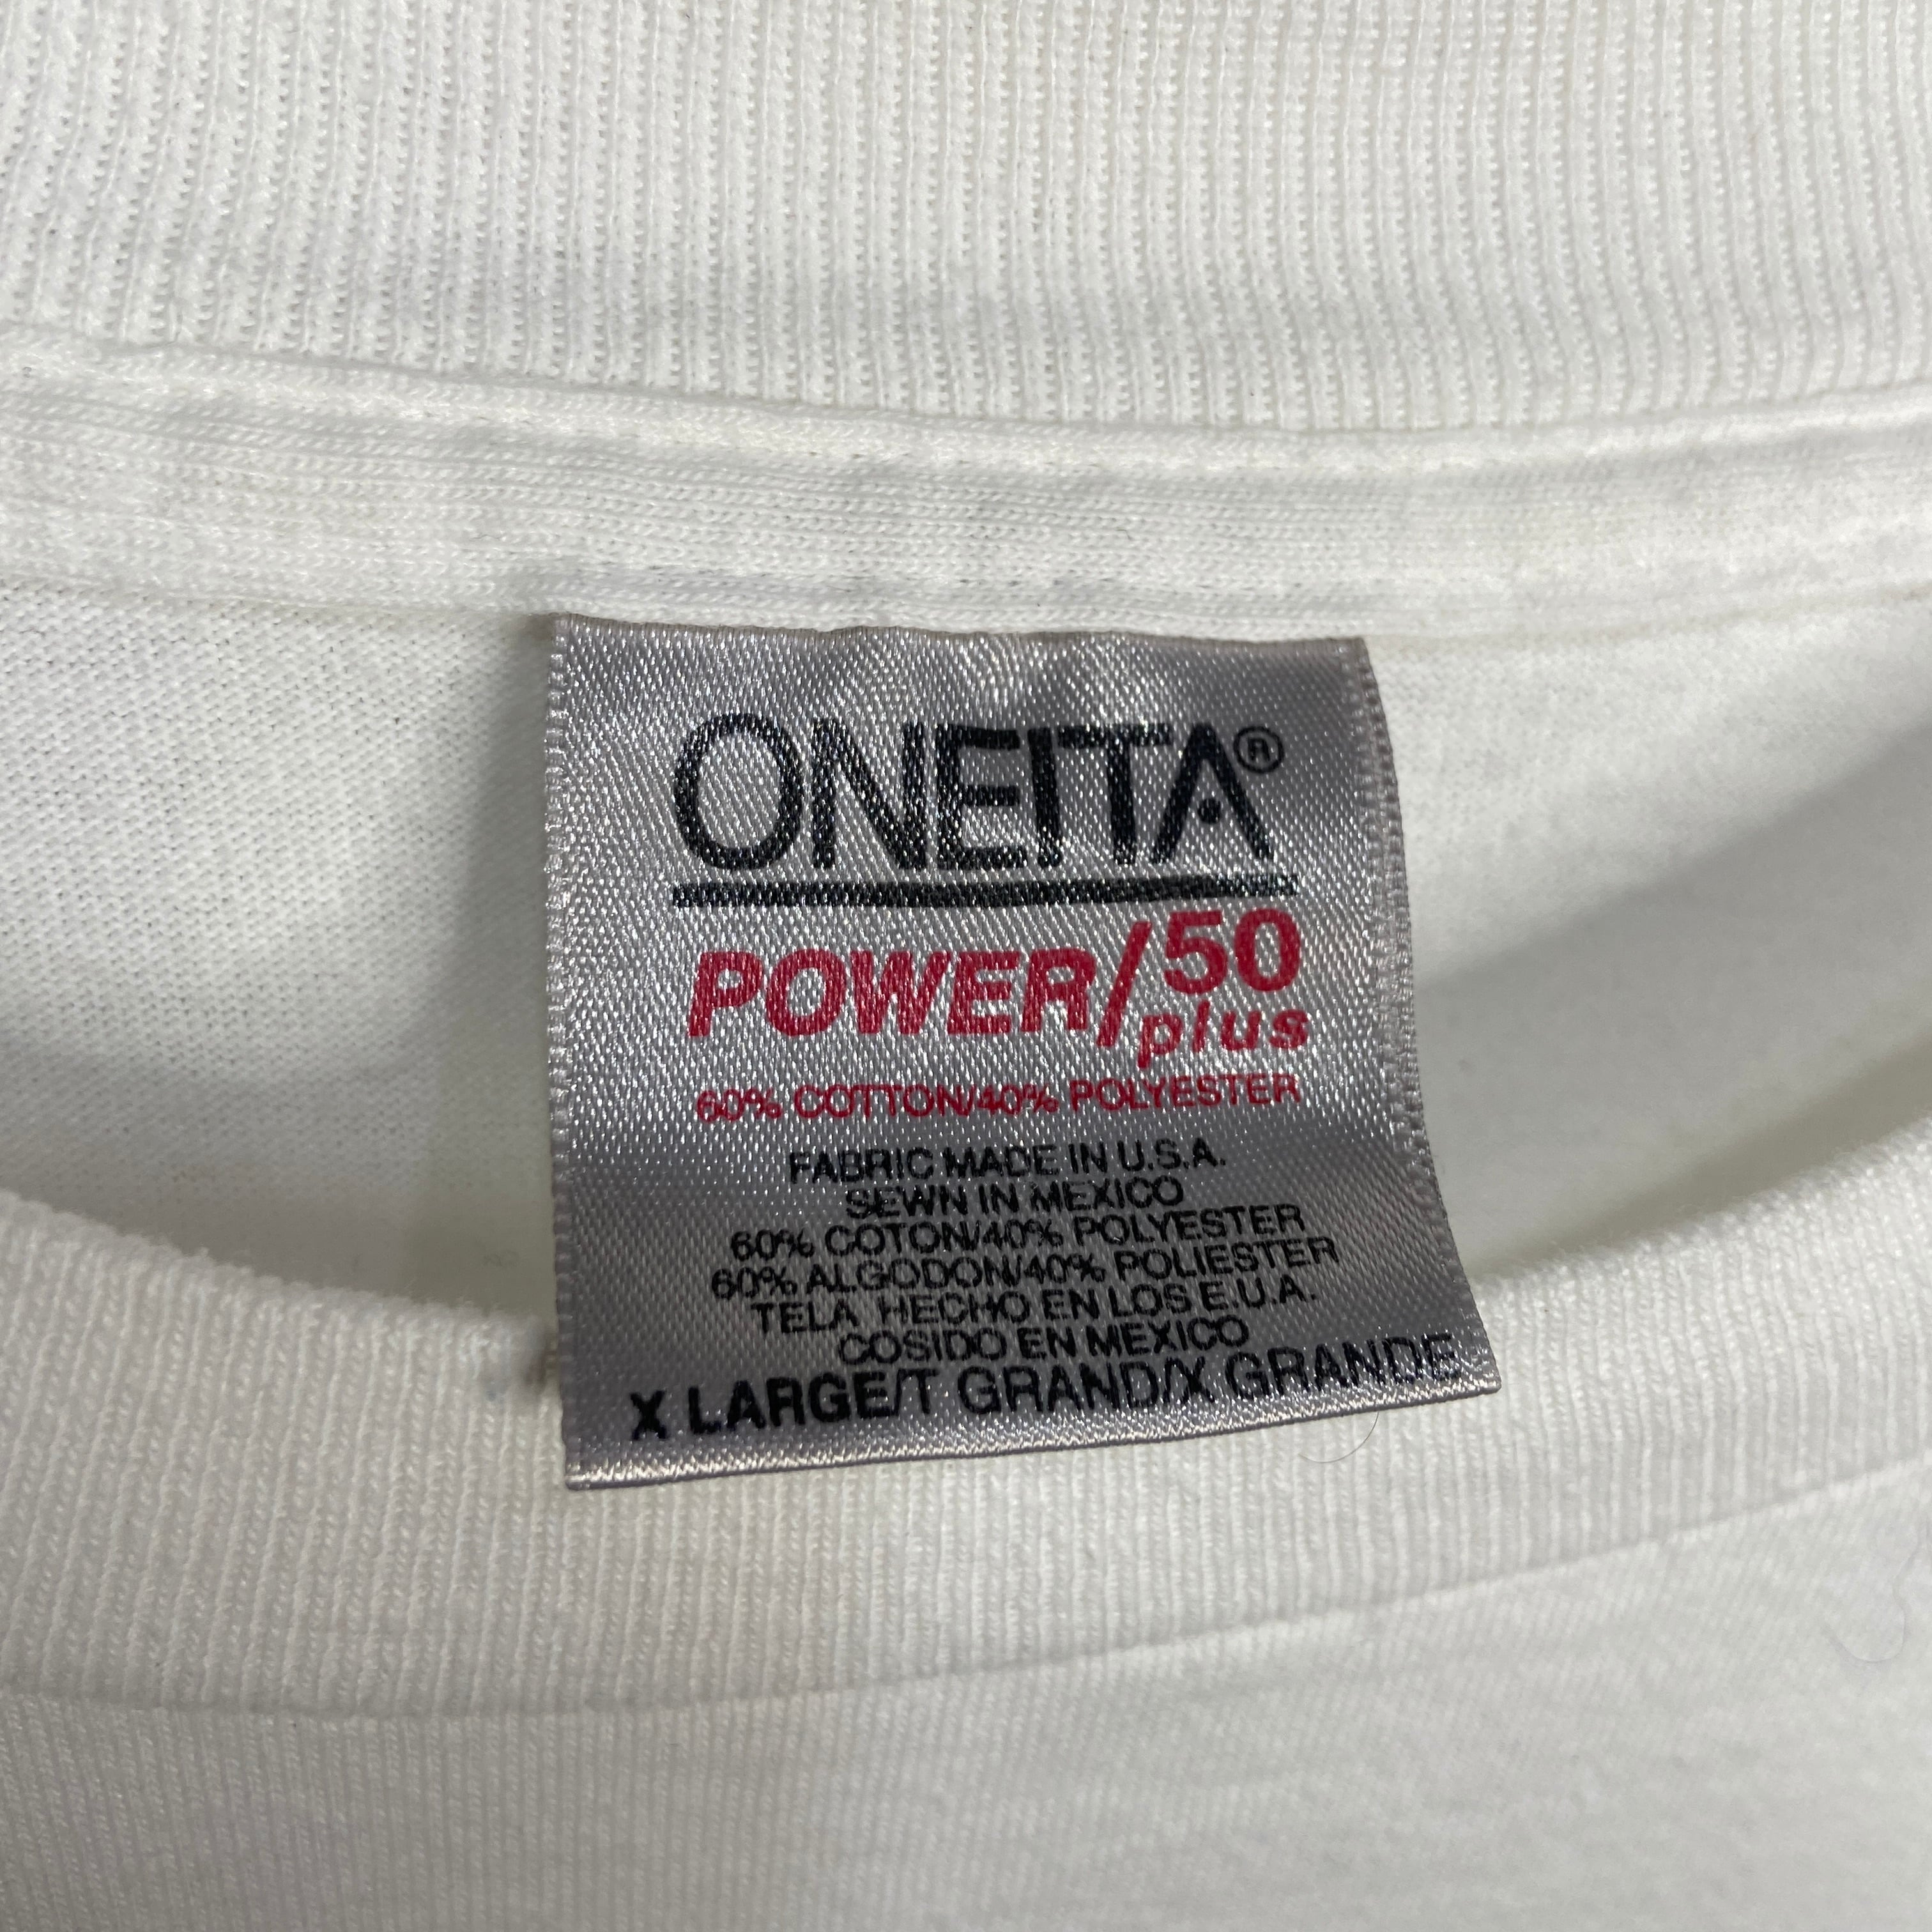 ONEITA®
POWER/50 plus
60% COTTON/40% POLYESTER
FABRIC MADE IN U.S.A.
SEWN IN MEXICO
60% COTON/40% POLYESTER
60% ALGODON/40% POLIESTER
TELA HECHO EN LOS E.U.A.
COSIDO EN MEXICO
X LARGE/T GRAND/X GRANDE